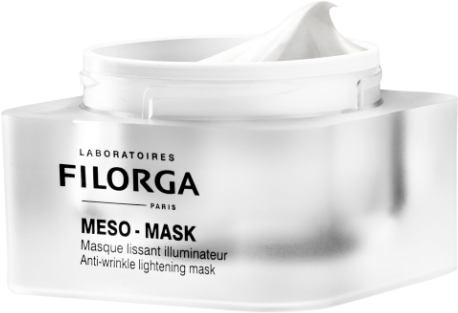 LABORATOIRES
FILORGA
PARIS
MESO - MASK
Masque lissant illuminateur
Anti-wrinkle lightening mask